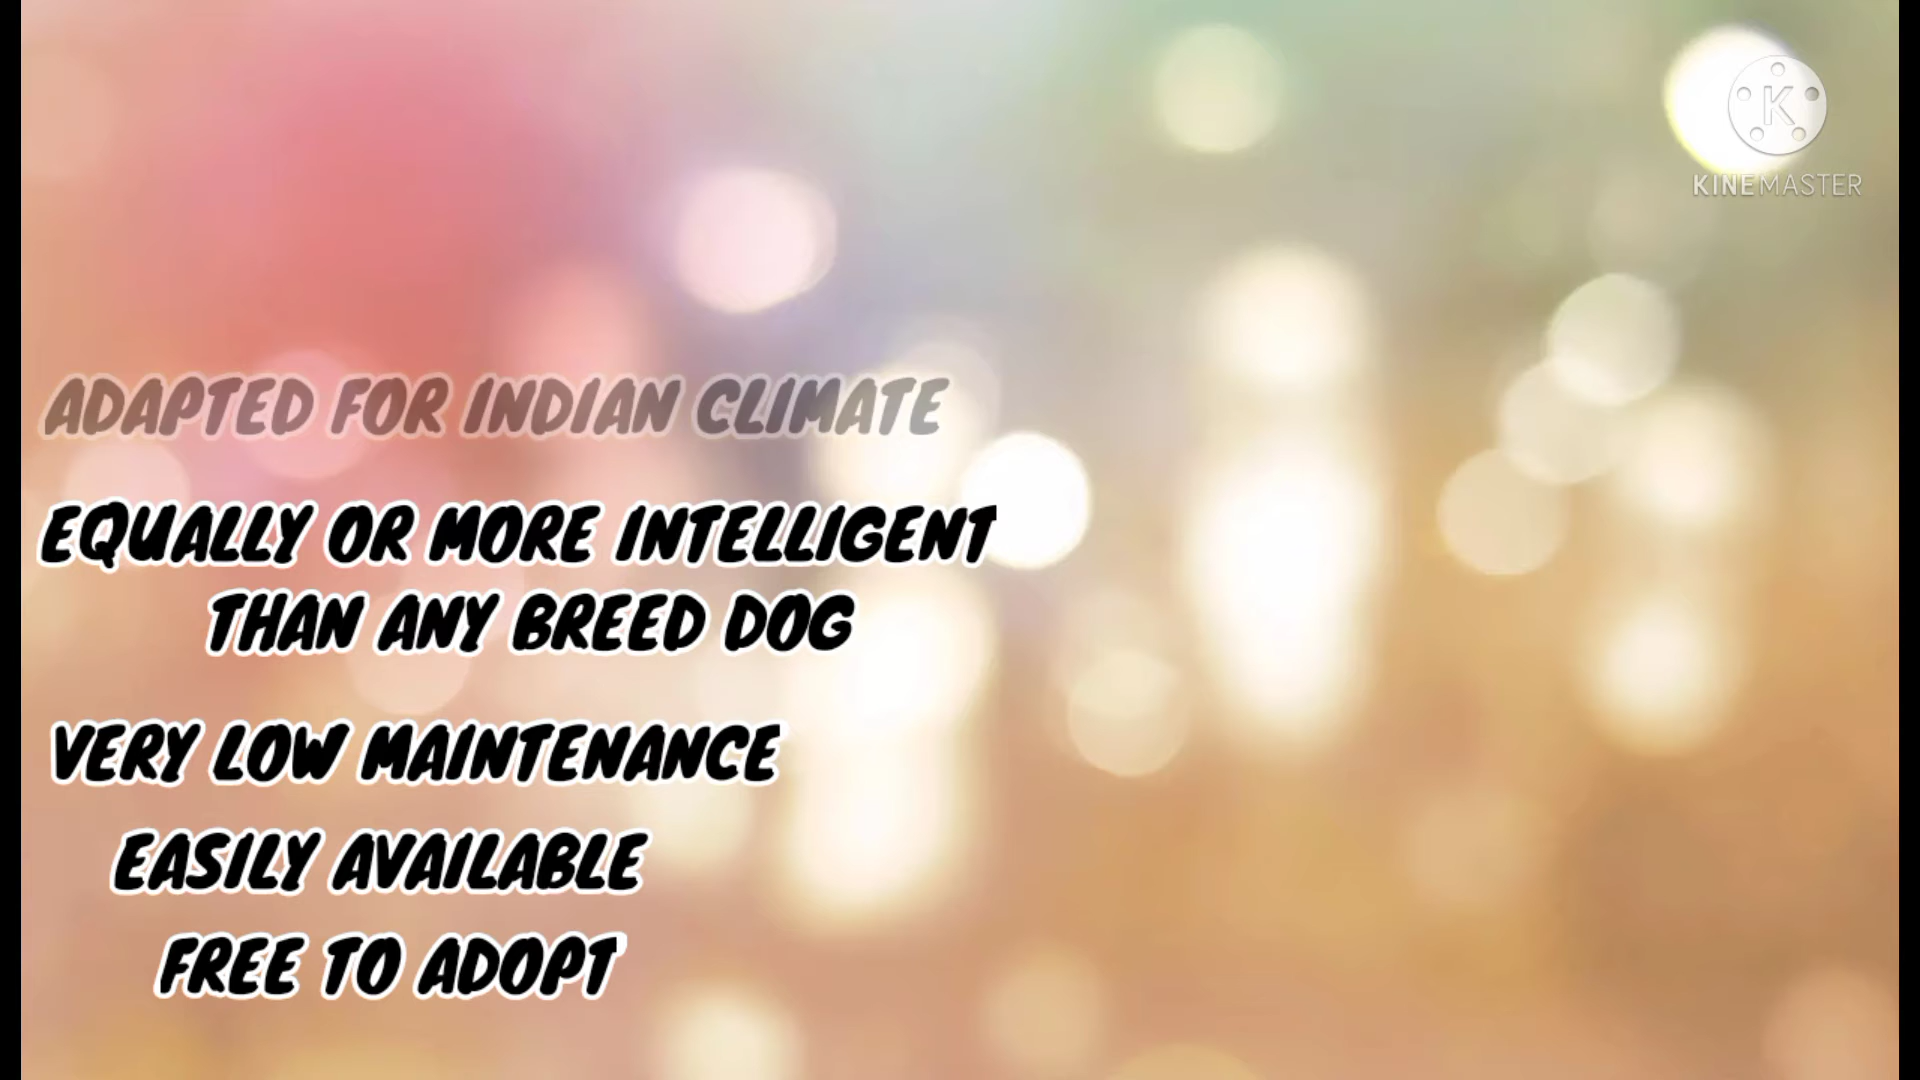 K
KINEMASTER
ADAPTED FOR INDIAN CLIMATE
EQUALLY OR MORE INTELLIGENT
THAN ANY BREED DOG
VERY LOW MAINTENANCE
EASILY AVAILABLE
FREE TO ADOPT